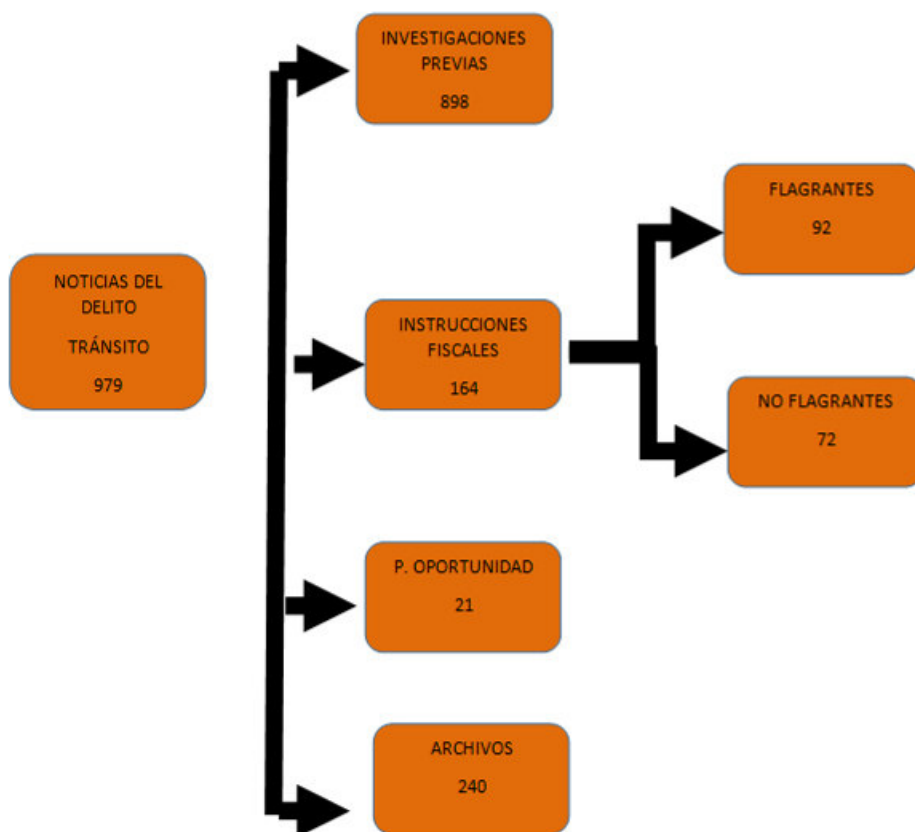 INVESTIGACIONES
PREVIAS
898
FLAGRANTES
92
NOTICIAS DEL
DELITO
TRÁNSITO
979
INSTRUCCIONES
FISCALES
164
NO FLAGRANTES
72
P. OPORTUNIDAD
21
ARCHIVOS
240